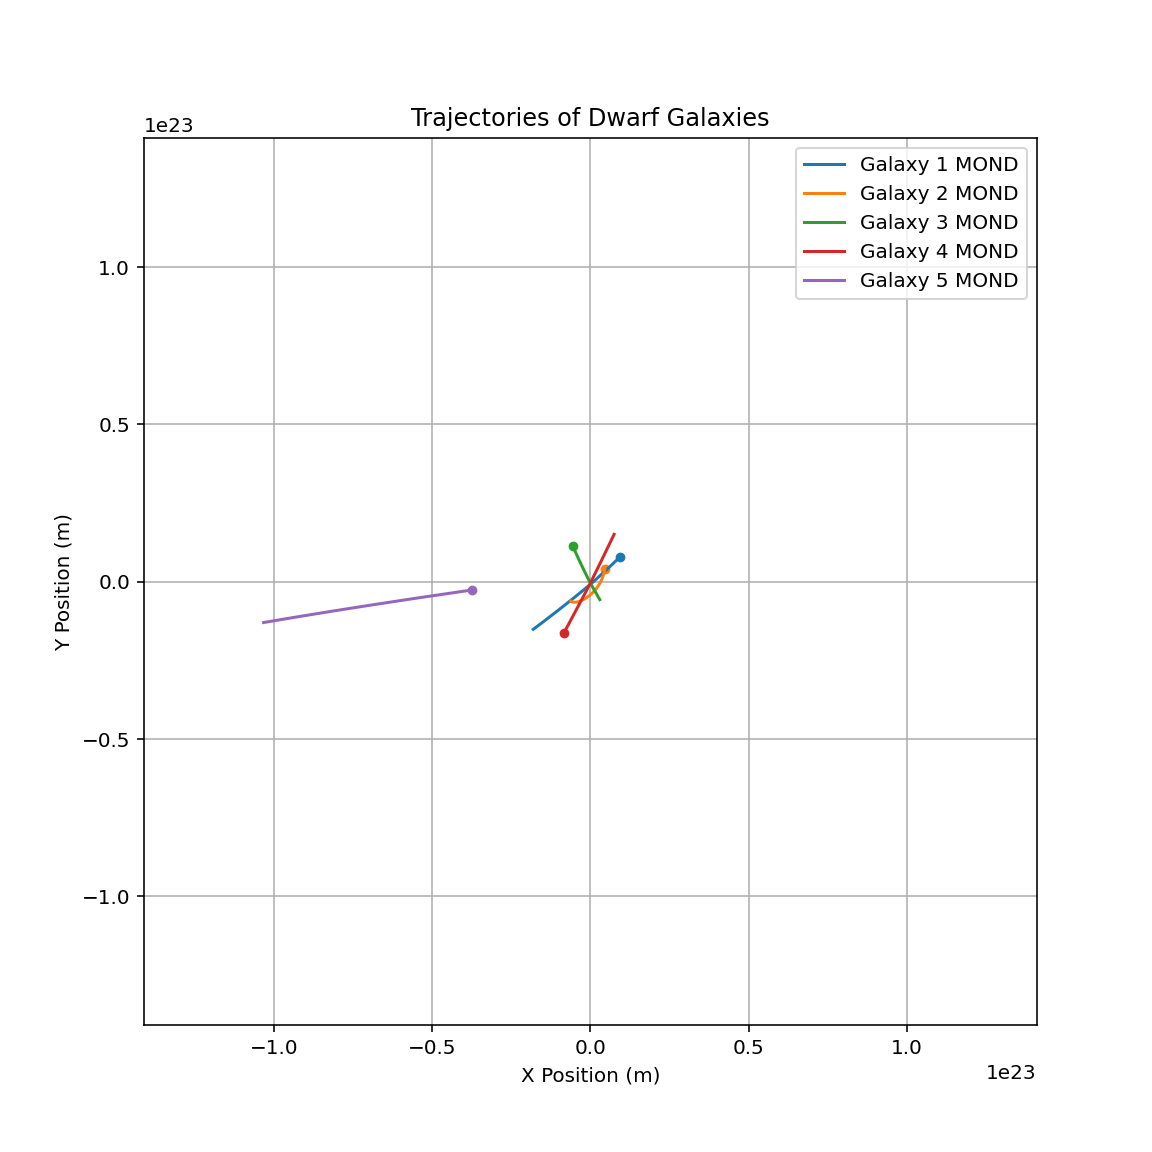 Trajectories of Dwarf Galaxies
1e23
Galaxy 1 MOND
Galaxy 2 MOND
Galaxy 3 MOND
Galaxy 4 MOND
Galaxy 5 MOND
1.0
0.5
0.0
−0.5
−1.0
Y Position (m)
−1.0
−0.5
0.0
0.5
1.0
1e23
X Position (m)